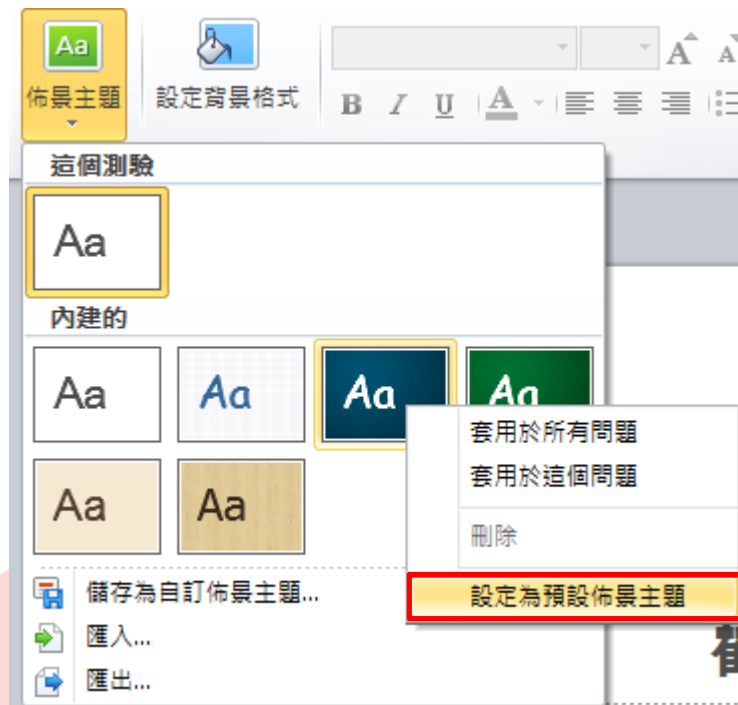 Aa
佈景主題
設定背景格式
A A
B I U A
這個測驗
Aa
內建的
Aa Aa Aa Aa
Aa Aa
套用於所有問題
套用於這個問題
刪除
設定為預設佈景主題
儲存為自訂佈景主題...
匯入...
匯出...